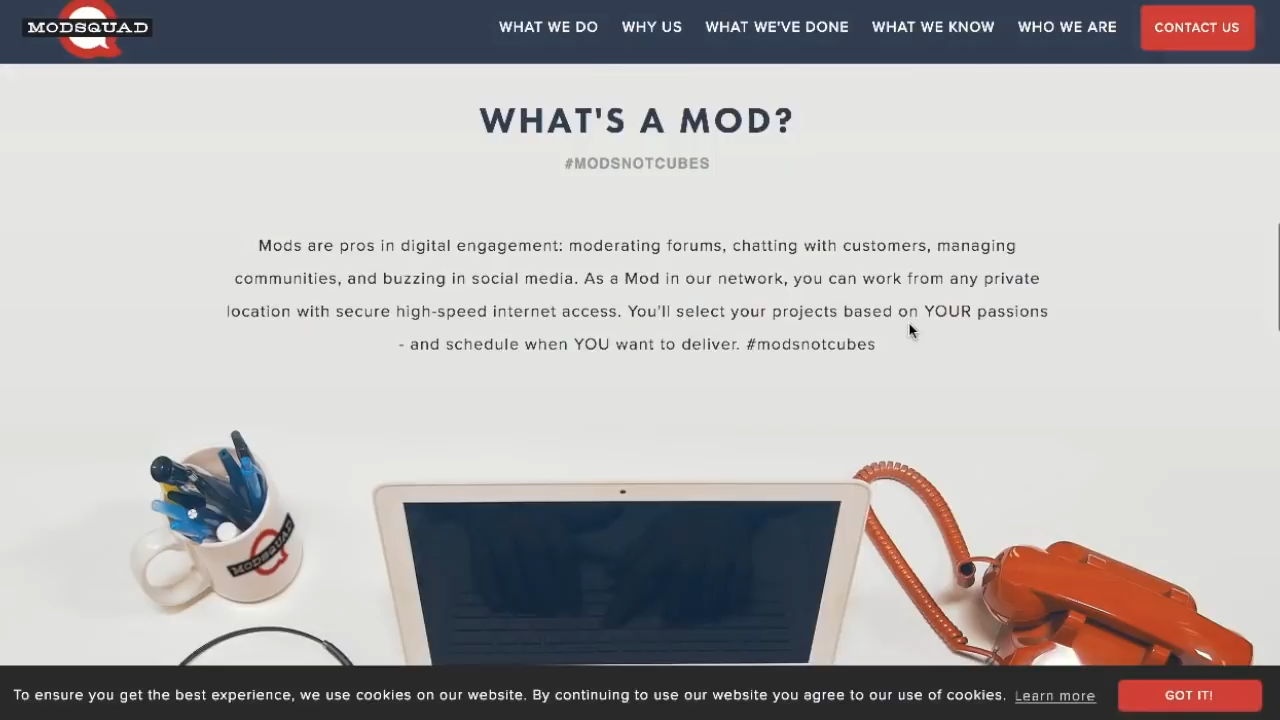 MODSQUAD
WHAT WE DO WHY US WHAT WE'VE DONE WHAT WE KNOW WHO WE ARE CONTACT US
WHAT'S A MOD?
#MODSNOTCUBES
Mods are pros in digital engagement: moderating forums, chatting with customers, managing
communities, and buzzing in social media. As a Mod in our network, you can work from any private
location with secure high-speed internet access. You'll select your projects based on YOUR passions
- and schedule when YOU want to deliver. #modsnotcubes
MODSQUAD
To ensure you get the best experience, we use cookies on our website. By continuing to use our website you agree to our use of cookies. Learn more GOT IT!